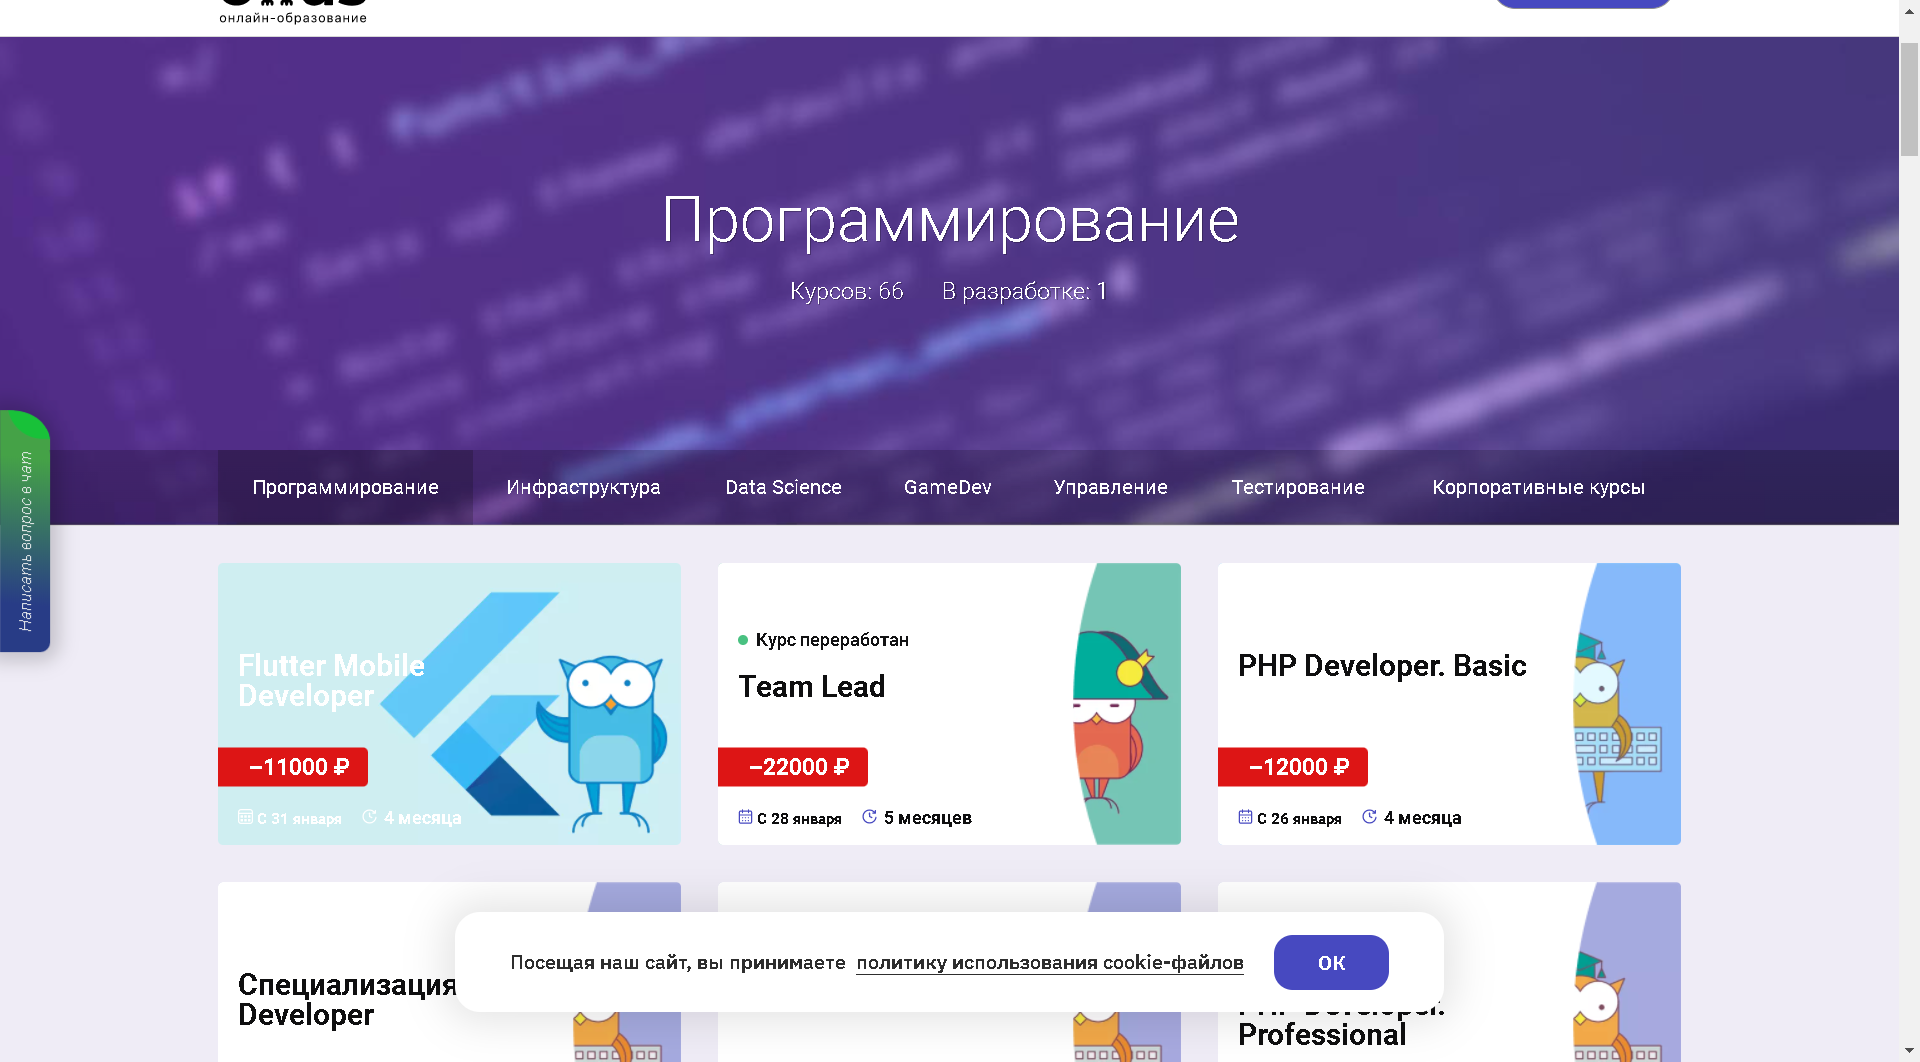 онлайн-образование
Программирование
Курсов: 66 В разработке: 1
Написать вопрос в чат
Программирование Инфраструктура Data Science GameDev Управление Тестирование Корпоративные курсы
Flutter Mobile
Developer
–11000 ₽
С 31 января 4 месяца
Курс переработан
Team Lead
–22000 ₽
С 28 января 5 месяцев
PHP Developer. Basic
–12000 ₽
С 26 января 4 месяца
Специализация
Developer
PHP Developer.
Professional
Посещая наш сайт, вы принимаете политику использования cookie-файлов
ОК